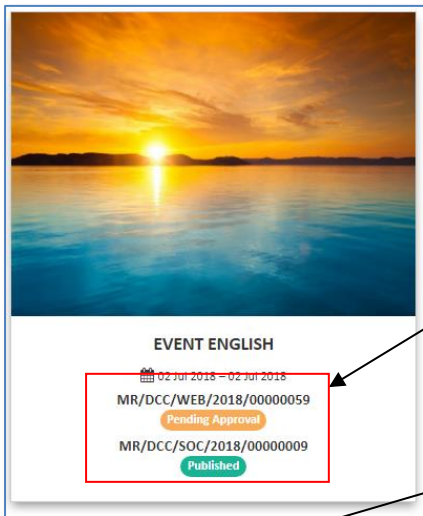 EVENT ENGLISH
02 Jul 2018 – 02 Jul 2018
MR/DCC/WEB/2018/00000059
Pending Approval
MR/DCC/SOC/2018/00000009
Published